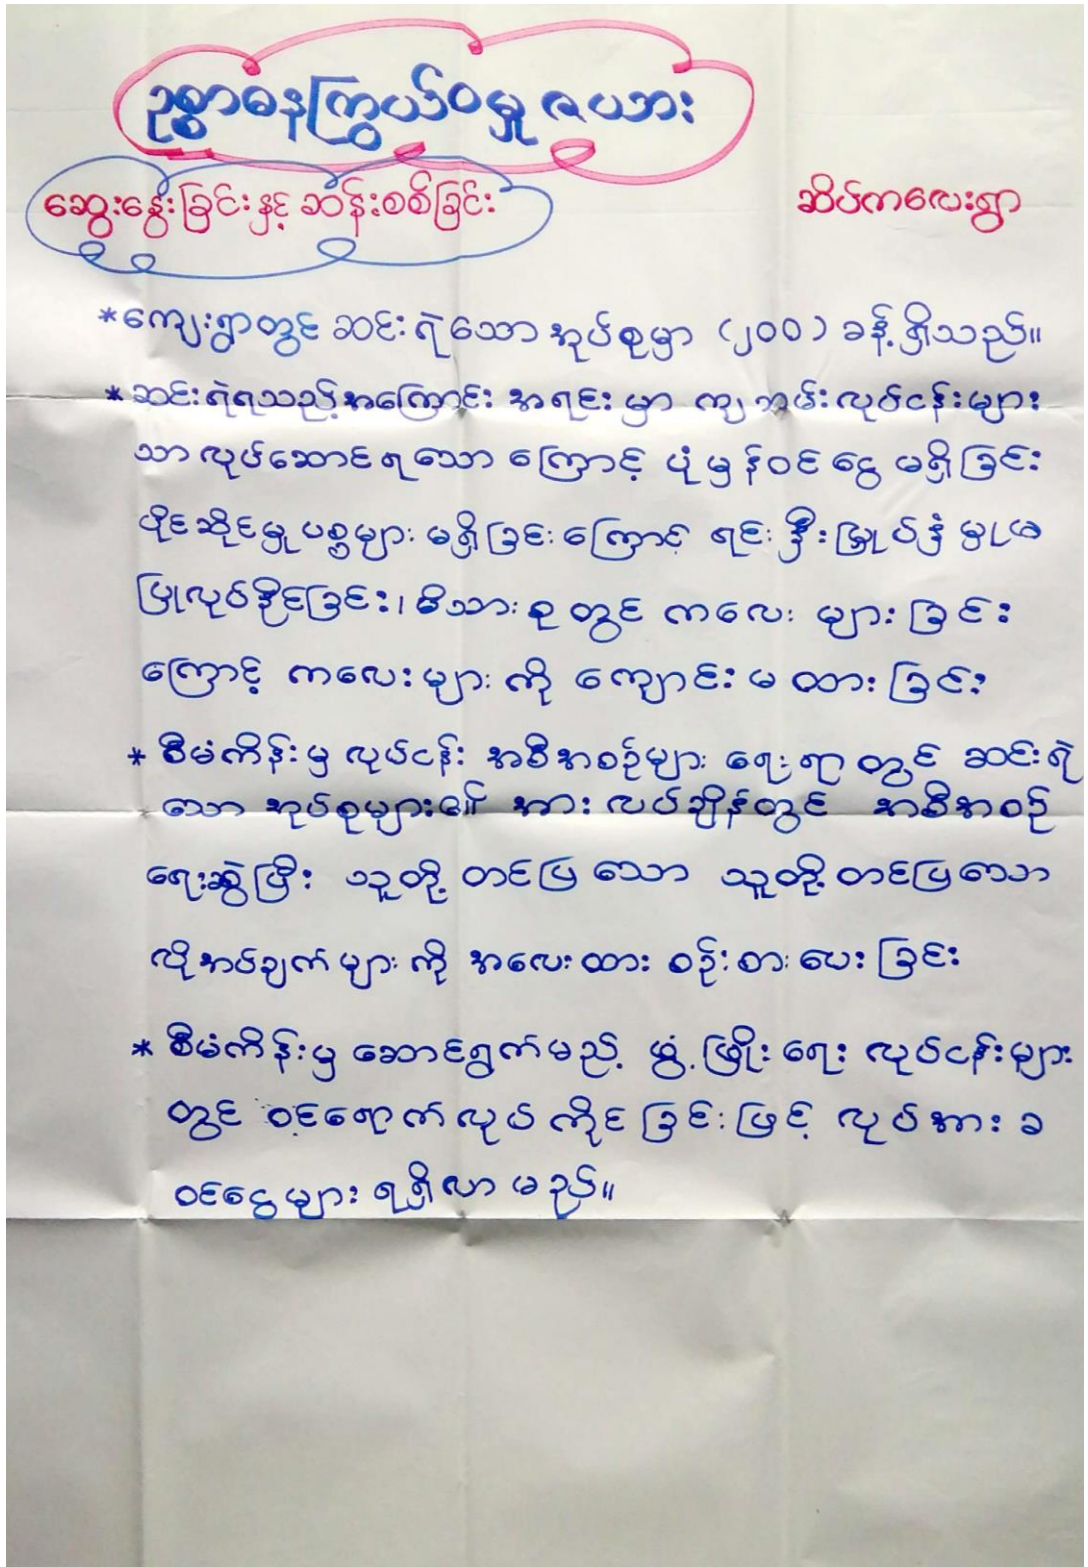 ဥစ္စာဓနကြွယ်ဝမှု ဇယား
ဆွေးနွေးခြင်းနှင့် ဆန်းစစ်ခြင်း
ဆိပ်ကလေးရွာ
*ကျေးရွာတွင် ဆင်းရဲသော အုပ်စုမှာ (၂၀၀) ခန့်ရှိသည်။
* ဆင်းရဲရသည့်အကြောင်း အရင်းမှာ ကျဘမ်းလုပ်ငန်းများ
သာ လုပ်ဆောင်ရသော ကြောင့် ပုံမှန်ဝင်ငွေ မရှိခြင်း
ပိုင်ဆိုင်မှုပစ္စများ မရှိခြင်းကြောင့် ရင်းနှီးမြှုပ်နှံမှုမ
ပြုလုပ်နိုင်ခြင်း၊ မိသားစုတွင် ကလေး များခြင်း
ကြောင့် ကလေးများ ကို ကျောင်းမထားခြင်း
* စီမံကိန်းမှ လုပ်ငန်း အစီအစဉ်များ ရေးရာတွင် ဆင်းရဲ
သော အုပ်စုများ၏ အားလပ်ချိန်တွင် အစီအစဉ်
ရေးဆွဲပြီး သူတို့ တင်ပြသော သူတို့ တင်ပြသော
လိုအပ်ချက်များ ကို အလေးထား စဉ်းစားပေးခြင်း
* စီမံကိန်းမှ ဆောင်ရွက်မည့် ဖွံ့ဖြိုးရေး လုပ်ငန်းများ
တွင် ဝင်ရောက်လုပ်ကိုင်ခြင်းဖြင့် လုပ်အားခ
ဝင်ငွေများ ရရှိလာမည်။